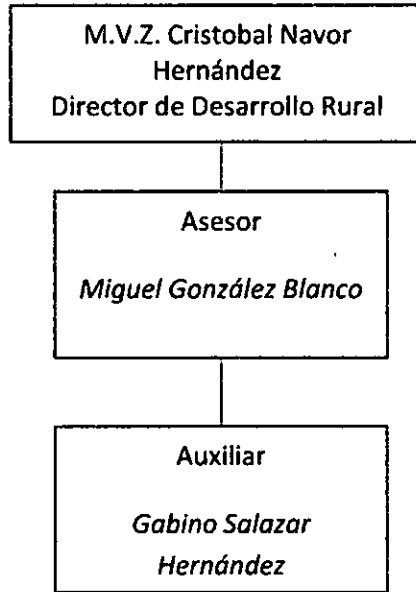 M.V.Z. Cristobal Navor
Hernández
Director de Desarrollo Rural
Asesor
Miguel González Blanco
Auxiliar
Gabino Salazar
Hernández